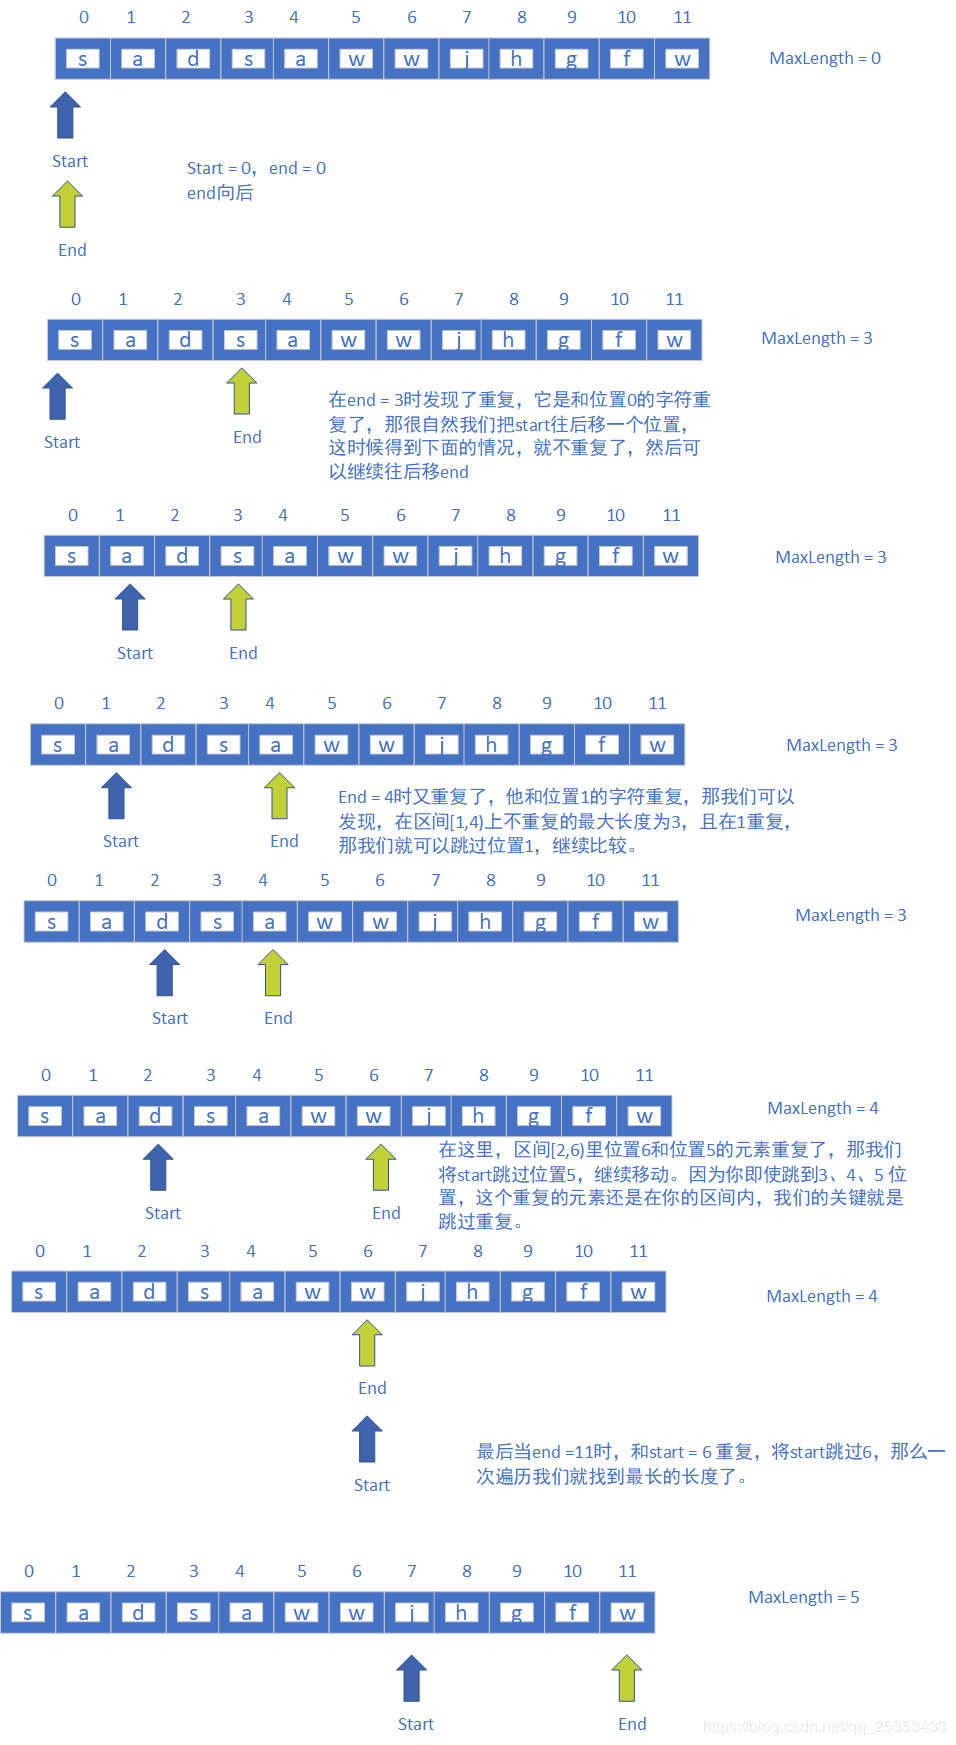 0 1 2 3 4 5 6 7 8 9 10 11
s a d s a w w j h g f w
MaxLength = 0
Start
Start = 0，end = 0
end向后
End
0 1 2 3 4 5 6 7 8 9 10 11
s a d s a w w j h g f w
MaxLength = 3
Start
End
在end = 3时发现了重复，它是和位置0的字符重
复了，那很自然我们把start往后移一个位置，
这时候得到下面的情况，就不重复了，然后可
以继续往后移end
0 1 2 3 4 5 6 7 8 9 10 11
s a d s a w w j h g f w
MaxLength = 3
Start
End
0 1 2 3 4 5 6 7 8 9 10 11
s a d s a w w j h g f w
MaxLength = 3
Start
End
End = 4时又重复了，他和位置1的字符重复，那我们可以
发现，在区间[1,4)上不重复的最大长度为3，且在1重复，
那我们就可以跳过位置1，继续比较。
0 1 2 3 4 5 6 7 8 9 10 11
s a d s a w w j h g f w
MaxLength = 3
Start
End
0 1 2 3 4 5 6 7 8 9 10 11
s a d s a w w j h g f w
MaxLength = 4
Start
End
在这里，区间[2,6)里位置6和位置5的元素重复了，那我们
将start跳过位置5，继续移动。因为你即使跳到3、4、5 位
置，这个重复的元素还是在你的区间内，我们的关键就是
跳过重复。
0 1 2 3 4 5 6 7 8 9 10 11
s a d s a w w j h g f w
MaxLength = 4
End
Start
最后当end =11时，和start = 6 重复，将start跳过6，那么一
次遍历我们就找到最长的长度了。
0 1 2 3 4 5 6 7 8 9 10 11
s a d s a w w j h g f w
MaxLength = 5
Start
End
https://blog.csdn.net/qq_25353433